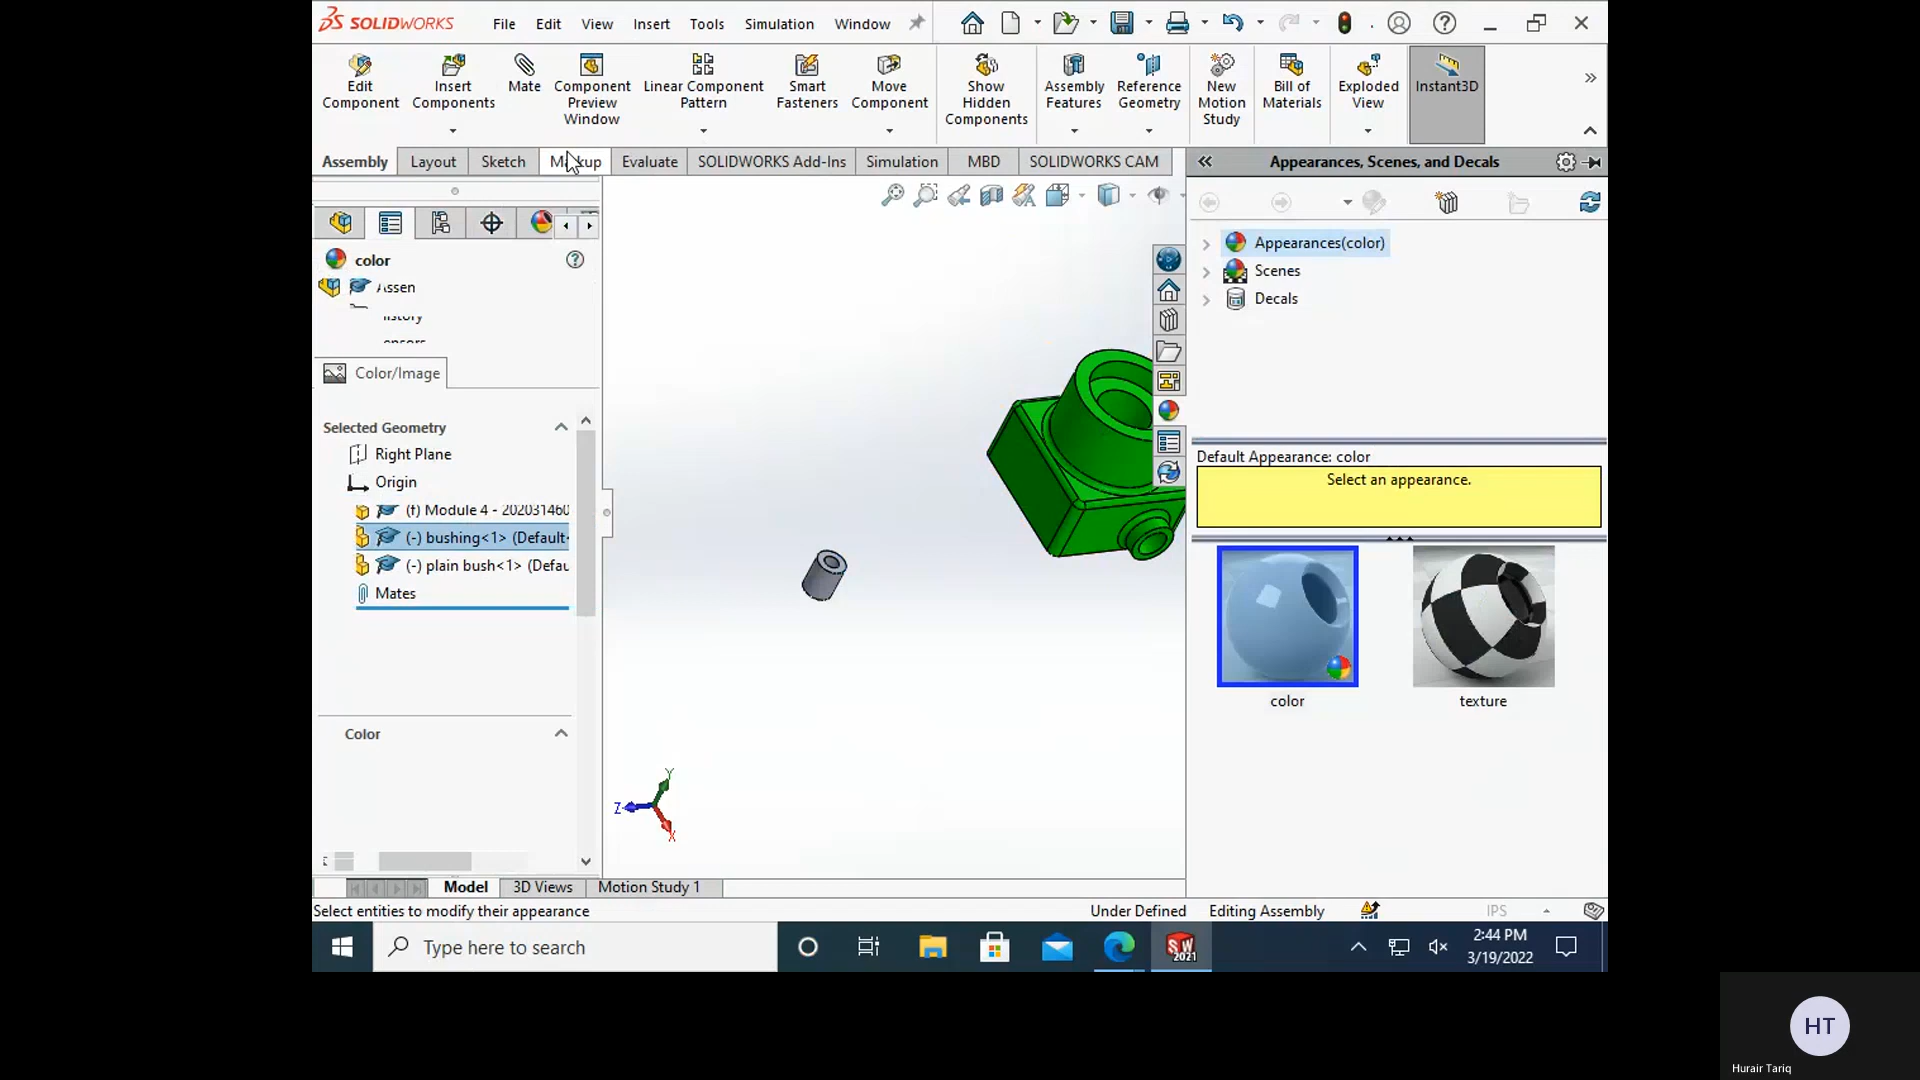 SOLIDWORKS File Edit View Insert Tools Simulation Window
Edit Component
Insert Components
Mate
Component Preview Window
Linear Component Pattern
Smart Fasteners
Move Component
Show Hidden Components
Assembly Features
Reference Geometry
New Motion Study
Bill of Materials
Exploded View
Instant3D
Assembly Layout Sketch Evaluate SOLIDWORKS Add-Ins Simulation MBD SOLIDWORKS CAM
Appearances, Scenes, and Decals
color
Assen
Color/Image
Selected Geometry
Right Plane
Origin
(f) Module 4 - 202031460
(-) bushing<1> (Default<
(-) plain bush<1> (Defau
Mates
Color
Appearances(color)
Scenes
Decals
Default Appearance: color
Select an appearance.
color
texture
Y
Z
X
Model 3D Views Motion Study 1
Select entities to modify their appearance
Under Defined Editing Assembly IPS
Type here to search
SW 2021
2:44 PM
3/19/2022
HT
Hurair Tariq